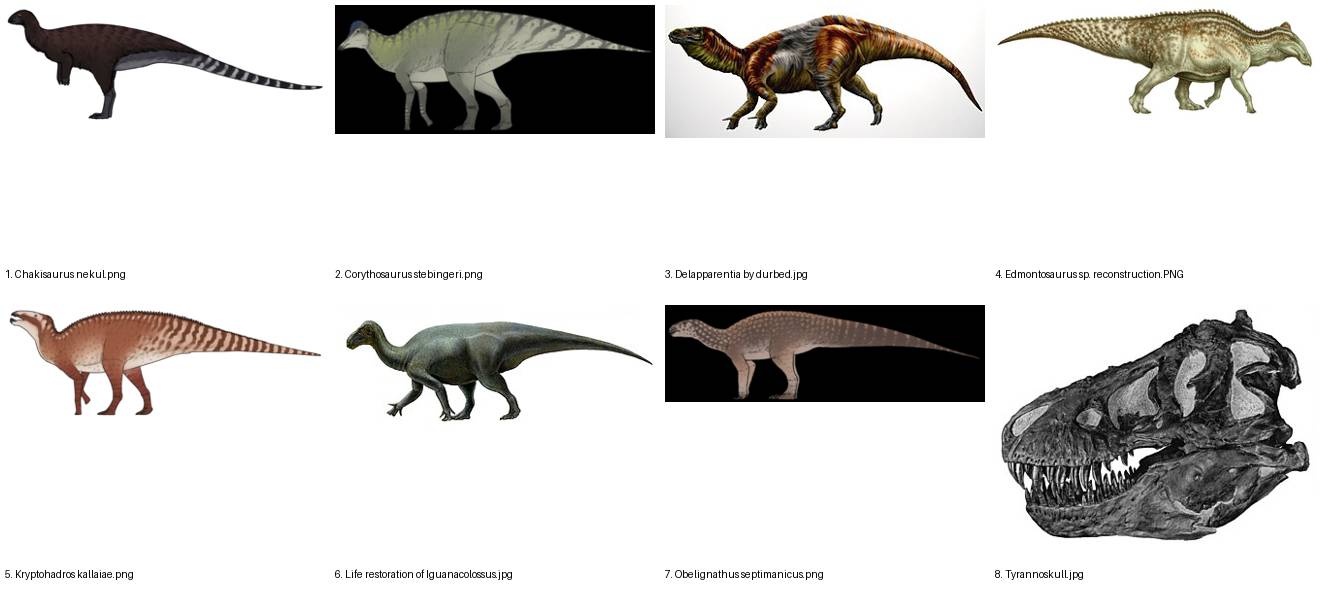 1. Chakisaurus nekul.png
2. Corythosaurus stebingeri.png
3. Delapparentia by durbed.jpg
4. Edmontosaurus sp. reconstruction.PNG
5. Kryptohadros kallaiae.png
6. Life restoration of Iguanacolossus.jpg
7. Obelignathus septimanicus.png
8. Tyrannoskull.jpg